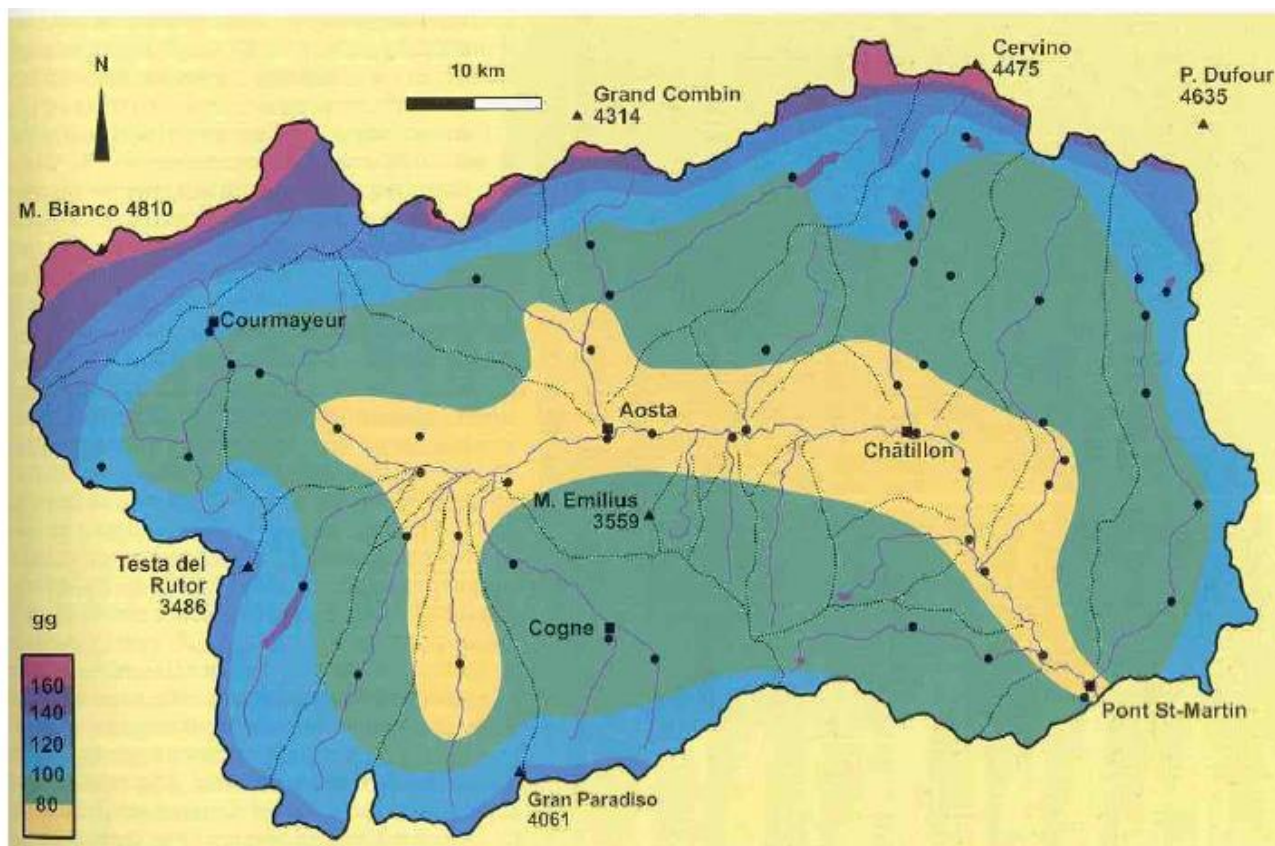 N
10 km
Cervino
4475
P. Dufour
4635
Grand Combin
4314
M. Bianco 4810
Courmayeur
Aosta
Châtillon
M. Emilius
3559
Testa del
Rutor
3486
Cogne
gg
160
140
120
100
80
Pont St-Martin
Gran Paradiso
4061